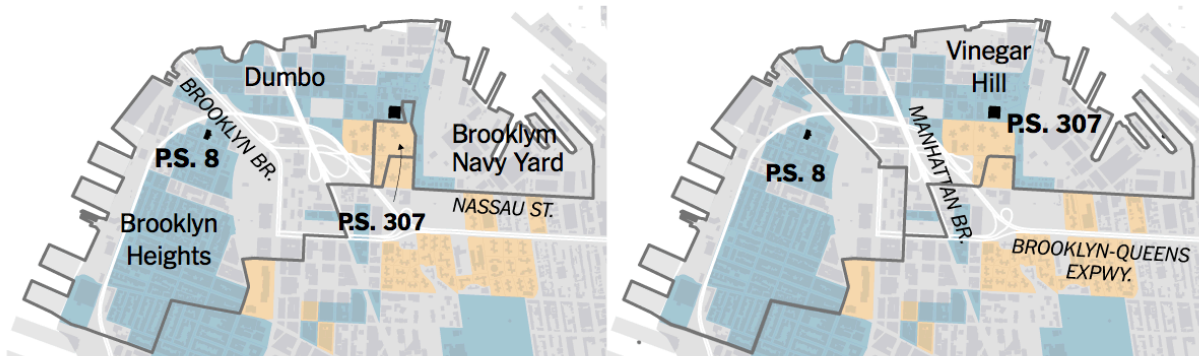 Dumbo
BROOKLYN BR.
P.S. 8
Brooklym
Navy Yard
NASSAU ST.
P.S. 307
Brooklyn
Heights
Vinegar
Hill
MANHATTAN BR.
P.S. 307
P.S. 8
BROOKLYN-QUEENS
EXPWY.